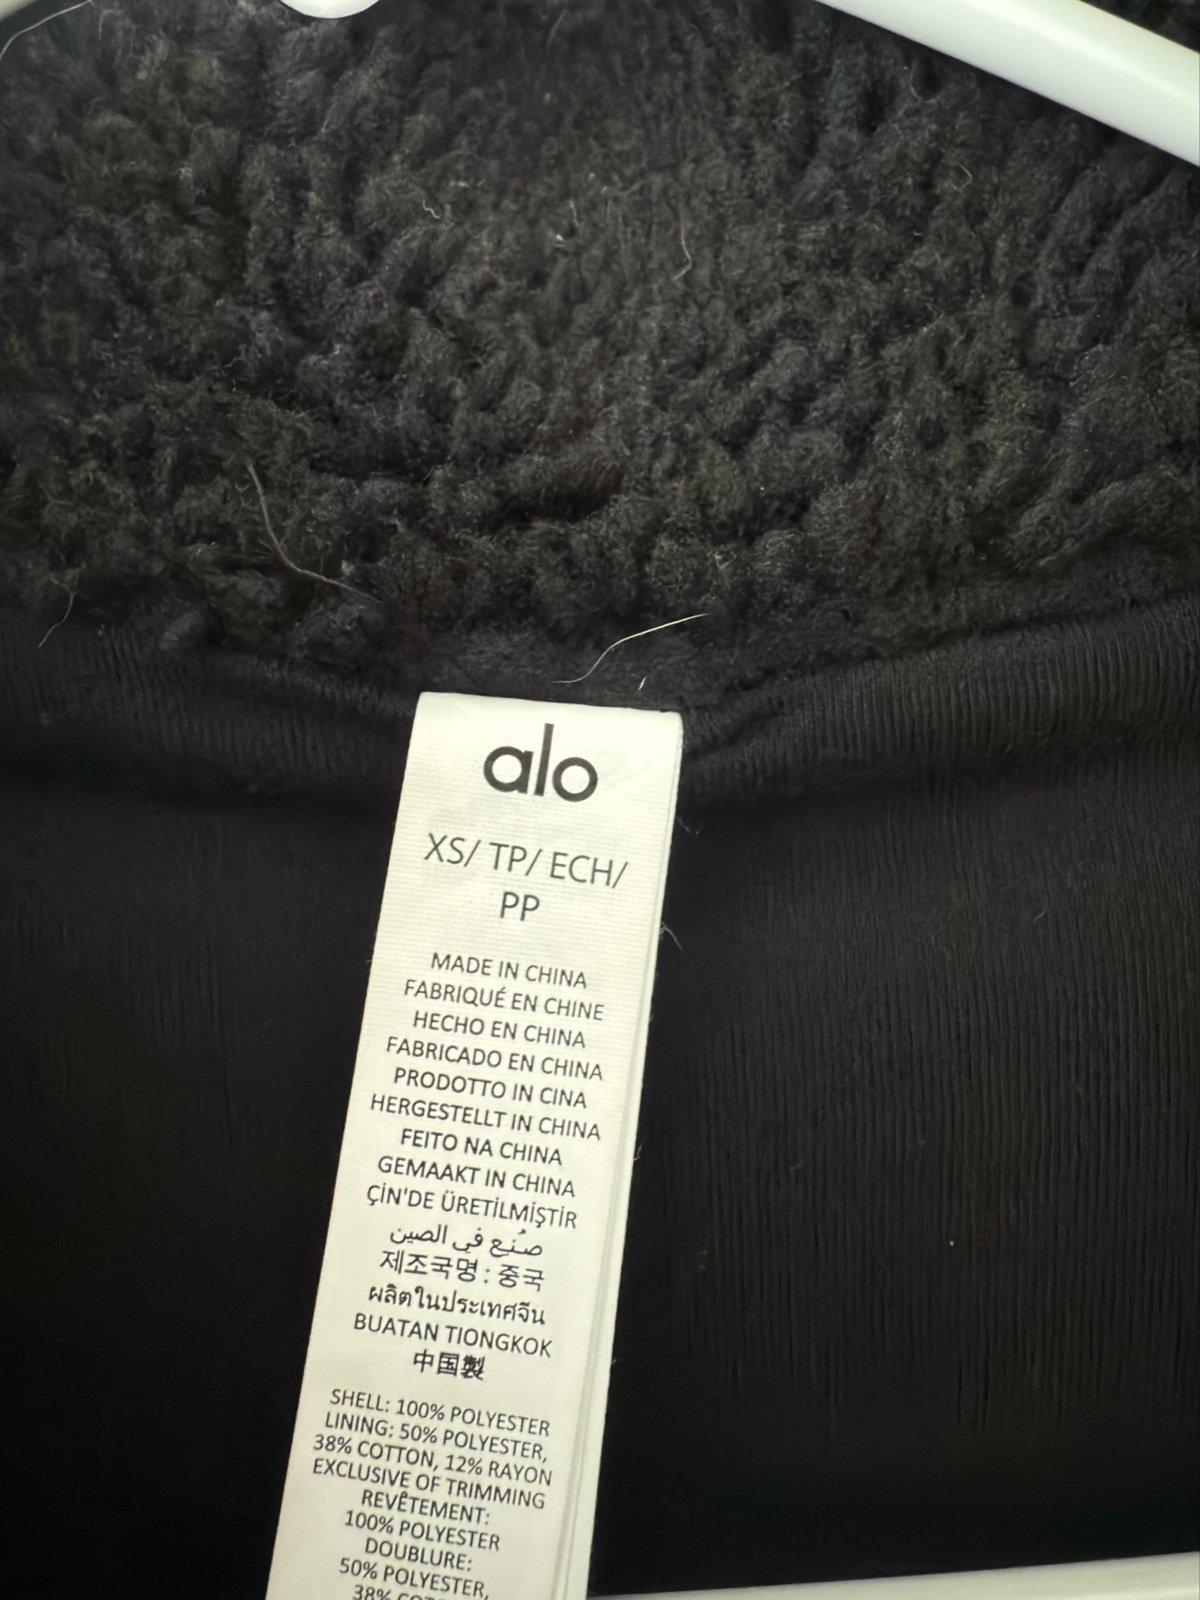 alo
XS/ TP/ ECH/
PP
MADE IN CHINA
FABRIQUÉ EN CHINE
HECHO EN CHINA
FABRICADO EN CHINA
PRODOTTO IN CINA
HERGESTELLT IN CHINA
FEITO NA CHINA
GEMAAKT IN CHINA
ÇİN'DE ÜRETİLMİŞTİR
صُنع في الصين
제조국명 : 중국
ผลิตในประเทศจีน
BUATAN TIONGKOK
中国製
SHELL: 100% POLYESTER
LINING: 50% POLYESTER,
38% COTTON, 12% RAYON
EXCLUSIVE OF TRIMMING
REVÊTEMENT:
100% POLYESTER
DOUBLURE:
50% POLYESTER,
38%